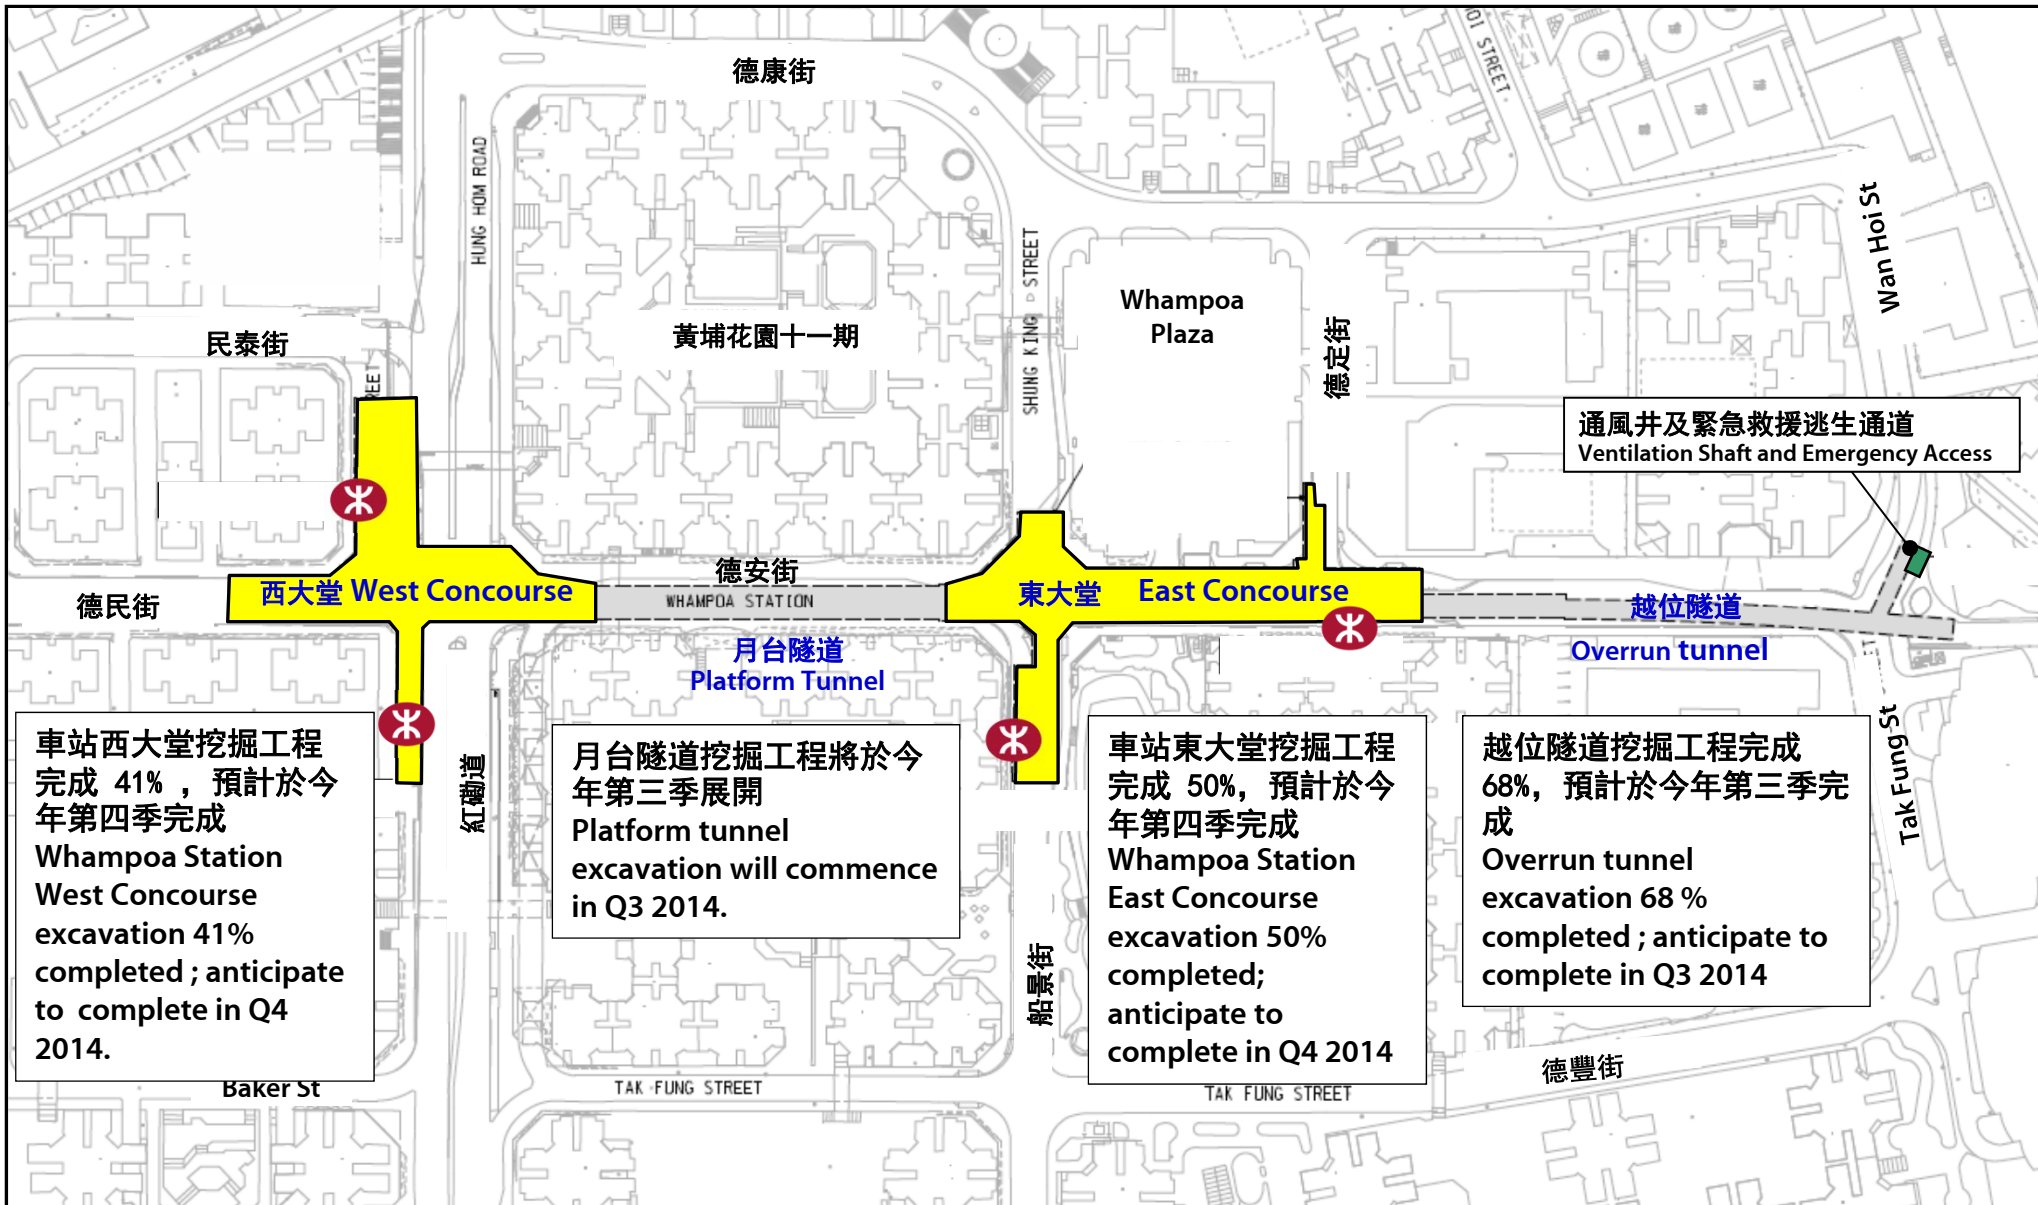 德康街
OI STREET
HUNG HOM ROAD
SHUNG KING STREET
Wan Hoi St
Whampoa
Plaza
民泰街
黃埔花園十一期
德定街
REET
通風井及緊急救援逃生通道
Ventilation Shaft and Emergency Access
德民街
西大堂 West Concourse
德安街
WHAMPOA STATION
東大堂 East Concourse
越位隧道
Overrun tunnel
月台隧道
Platform Tunnel
車站西大堂挖掘工程
完成 41% ，預計於今
年第四季完成
Whampoa Station
West Concourse
excavation 41%
completed ; anticipate
to complete in Q4
2014.
紅磡道
月台隧道挖掘工程將於今
年第三季展開
Platform tunnel
excavation will commence
in Q3 2014.
船景街
車站東大堂挖掘工程
完成 50%，預計於今
年第四季完成
Whampoa Station
East Concourse
excavation 50%
completed;
anticipate to
complete in Q4 2014
越位隧道挖掘工程完成
68%，預計於今年第三季完
成
Overrun tunnel
excavation 68 %
completed ; anticipate to
complete in Q3 2014
Tak Fung St
Baker St
TAK FUNG STREET
TAK FUNG STREET
德豐街